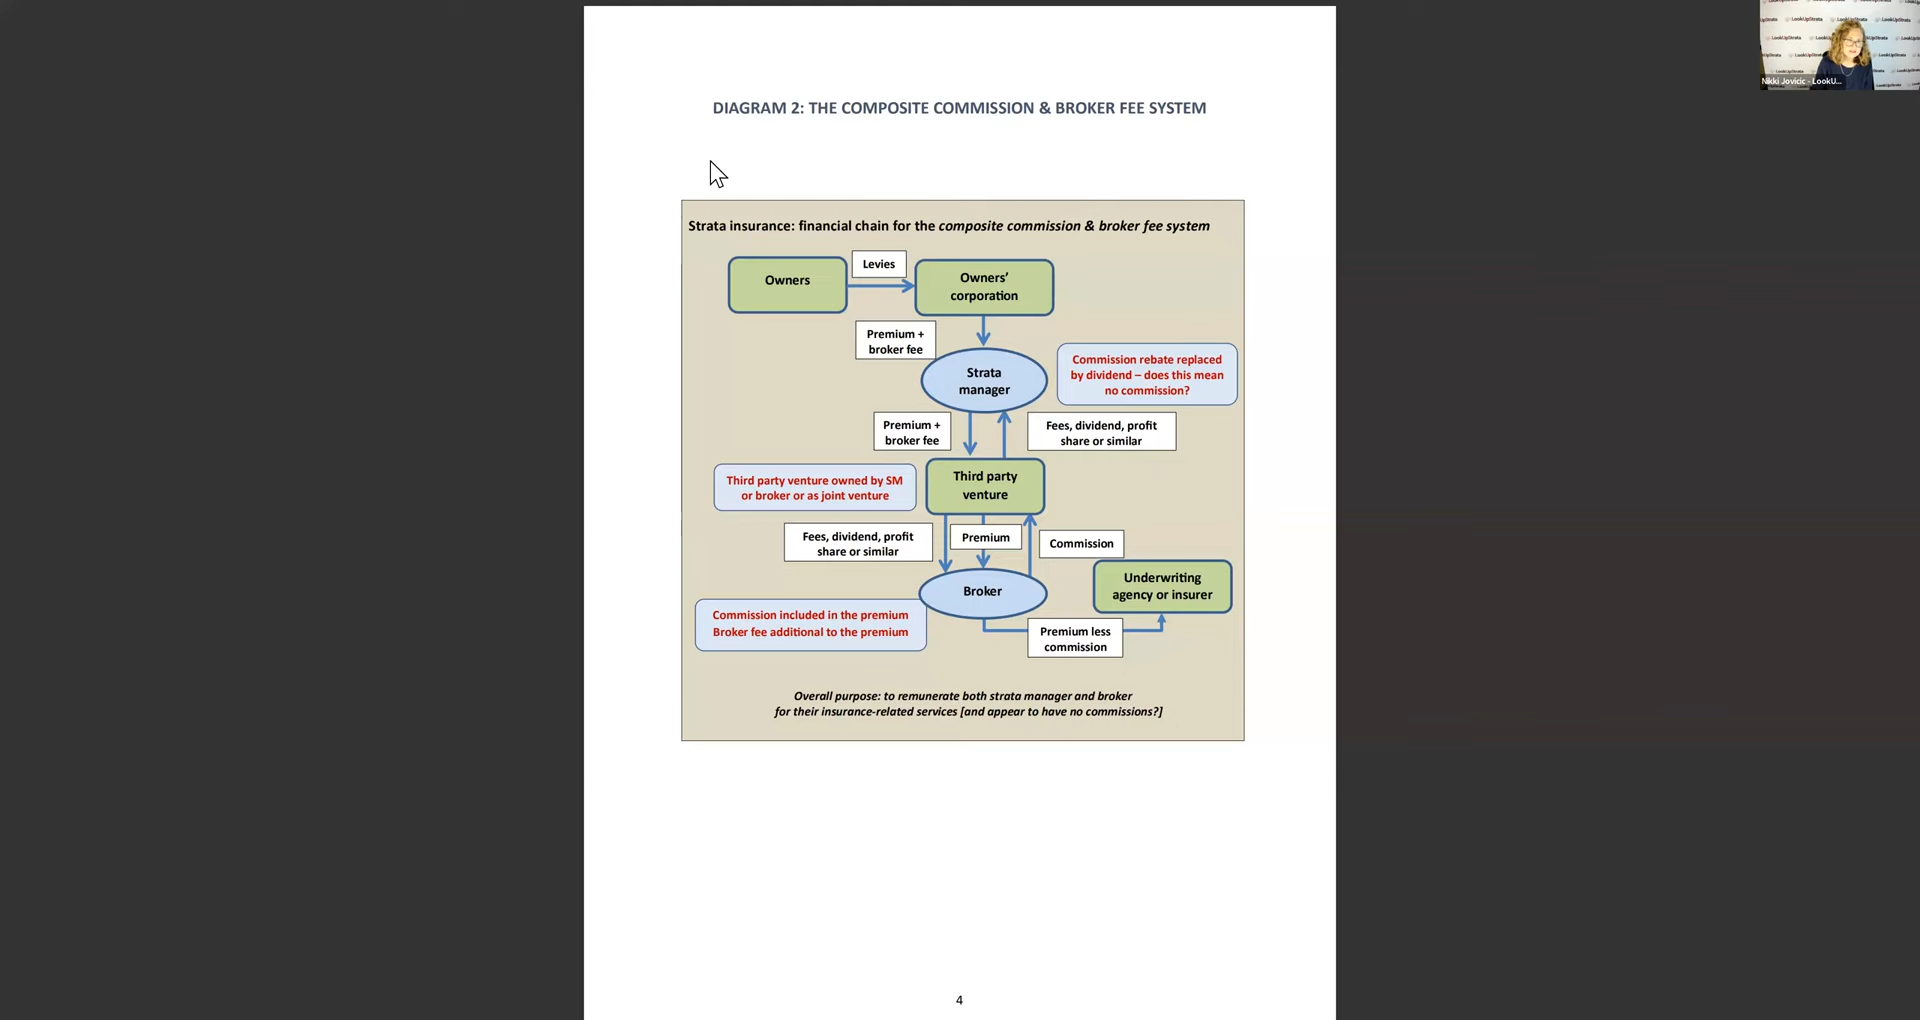 DIAGRAM 2: THE COMPOSITE COMMISSION & BROKER FEE SYSTEM
Strata insurance: financial chain for the composite commission & broker fee system
Owners
Levies
Owners'
corporation
Premium +
broker fee
Strata
manager
Commission rebate replaced
by dividend – does this mean
no commission?
Premium +
broker fee
Fees, dividend, profit
share or similar
Third party venture owned by SM
or broker or as joint venture
Third party
venture
Fees, dividend, profit
share or similar
Premium
Commission
Broker
Underwriting
agency or insurer
Commission included in the premium
Broker fee additional to the premium
Premium less
commission
Overall purpose: to remunerate both strata manager and broker
for their insurance-related services [and appear to have no commissions?]
4
LookUpStrata
Nikki Jovicic - LookU...